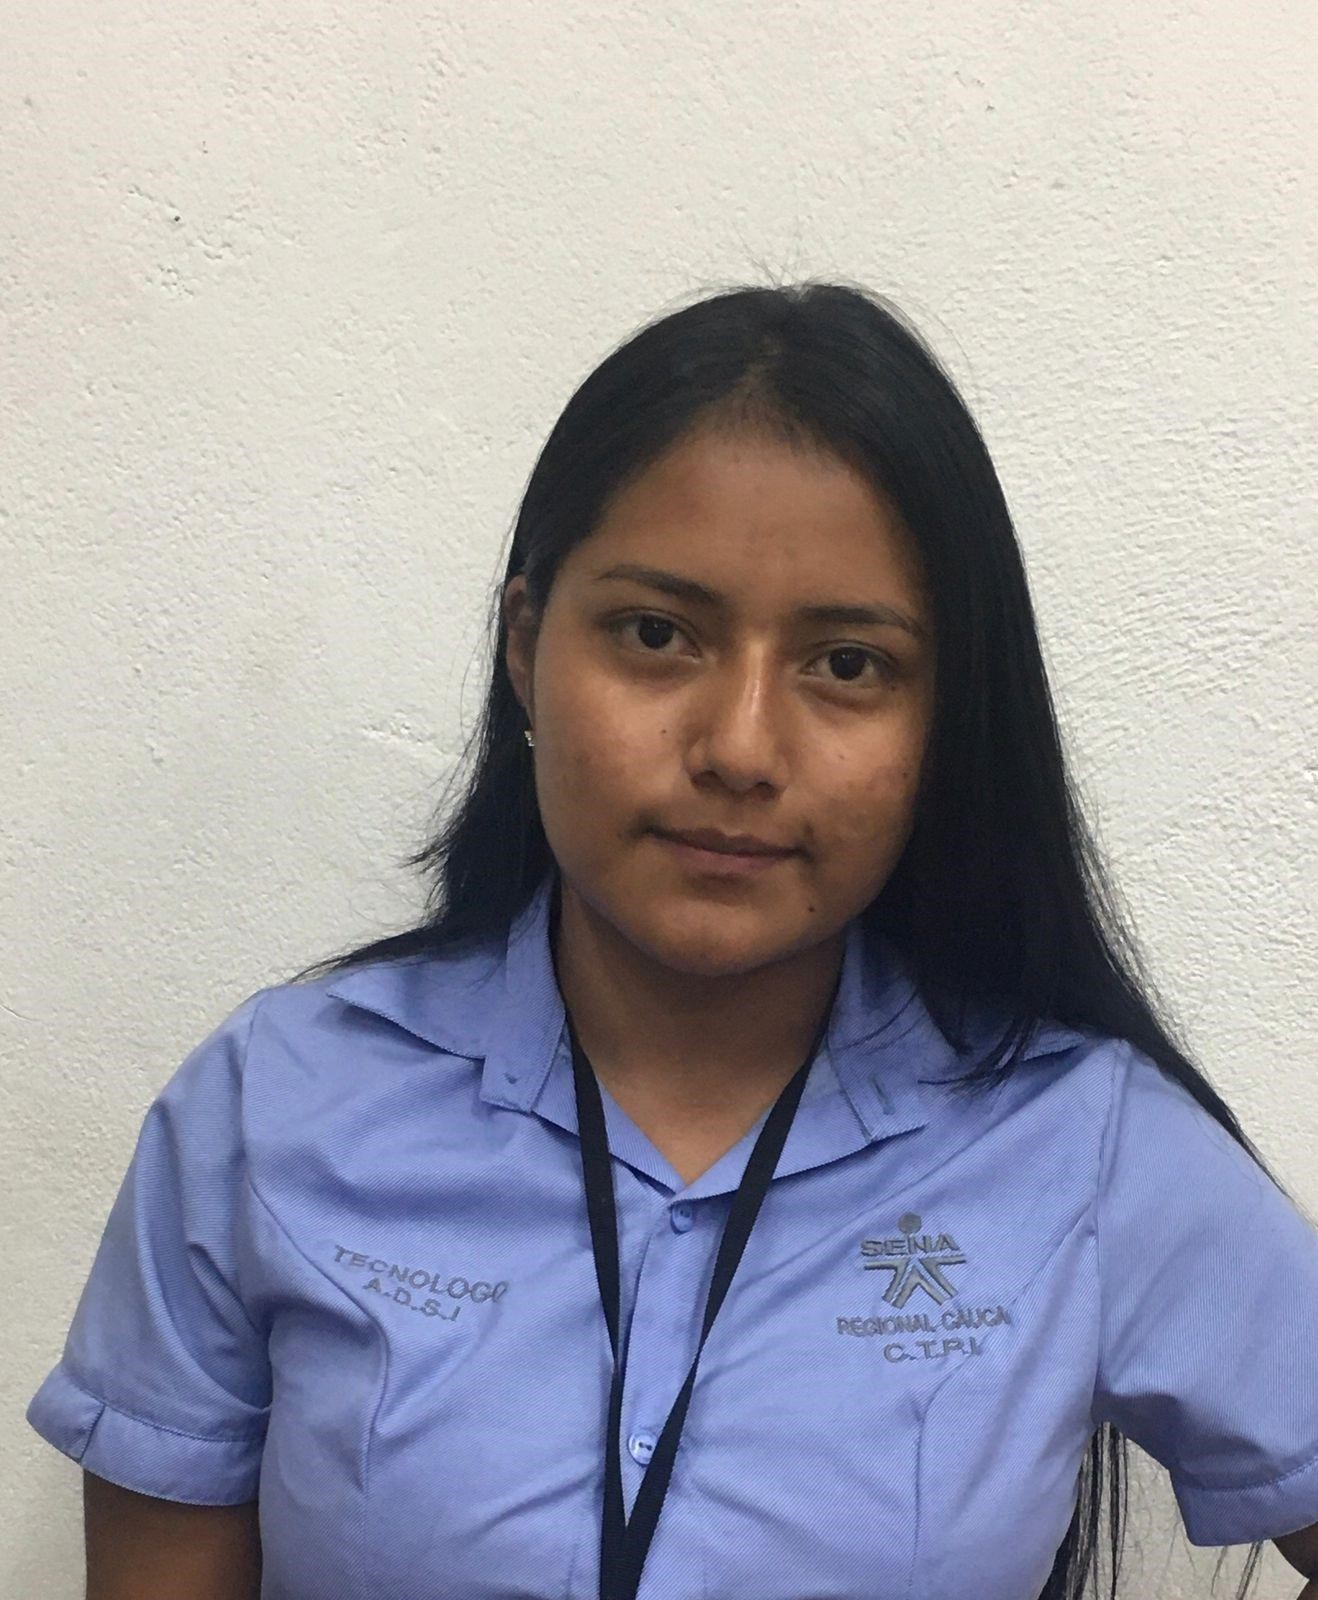 TECNOLOGO
A.D.S.I
SENA
REGIONAL CAUCA
C.T.P.I